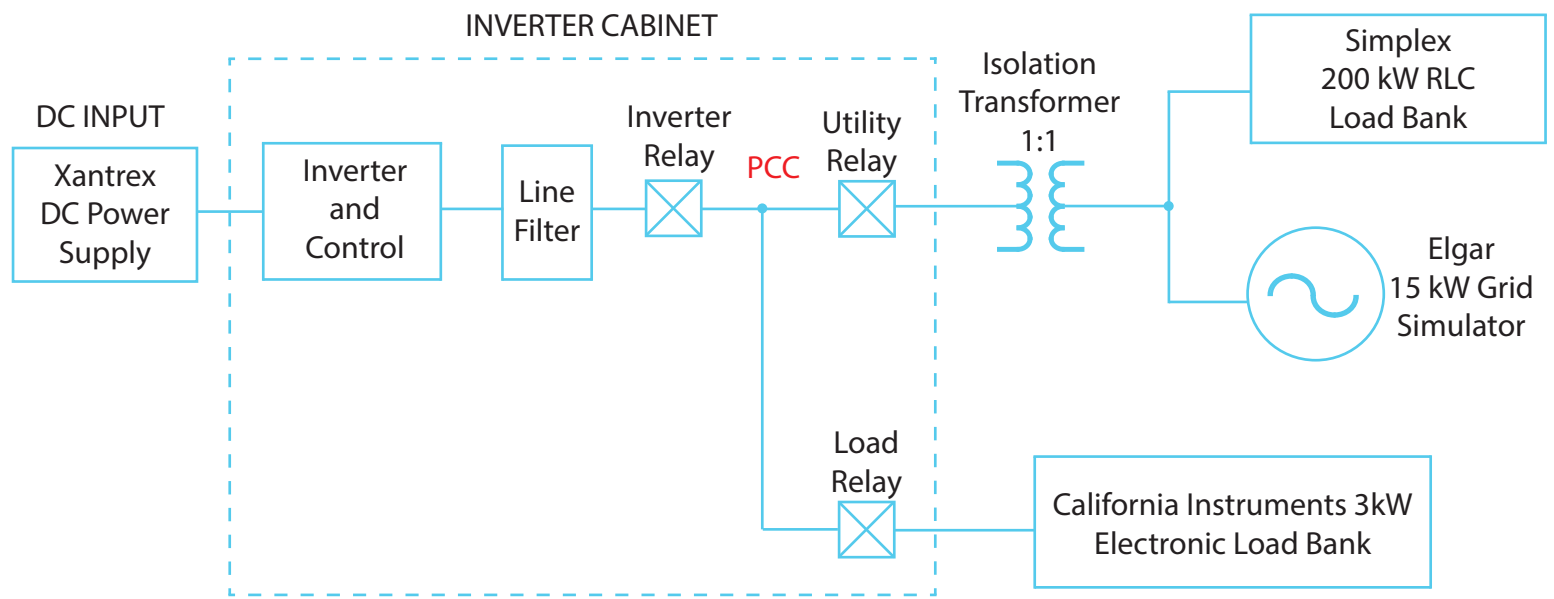 INVERTER CABINET
DC INPUT
Xantrex
DC Power
Supply
Inverter
and
Control
Line
Filter
Inverter
Relay
PCC
Utility
Relay
Isolation
Transformer
1:1
Simplex
200 kW RLC
Load Bank
Elgar
15 kW Grid
Simulator
Load
Relay
California Instruments 3kW
Electronic Load Bank